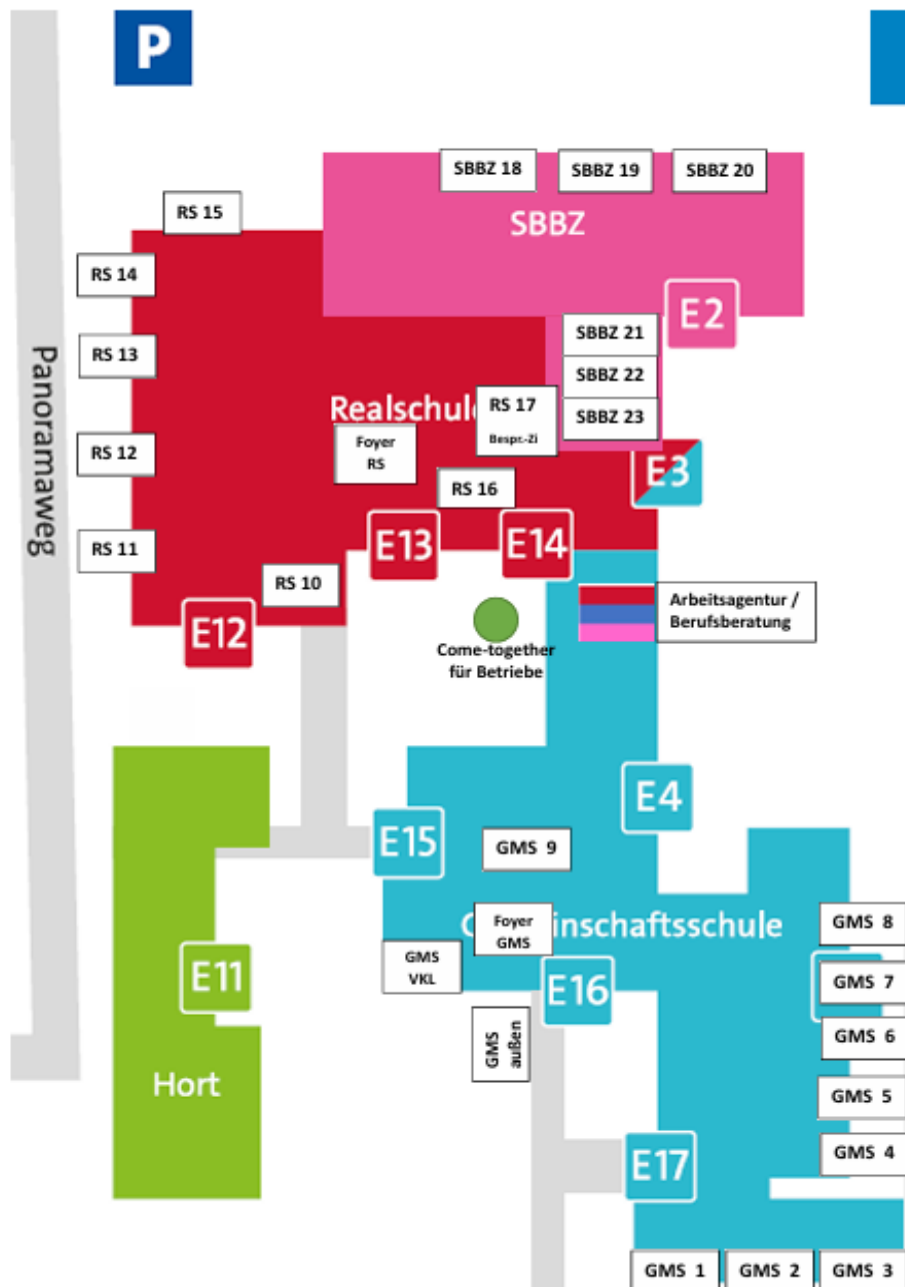 P
SBBZ 18
SBBZ 19
SBBZ 20
RS 15
SBBZ
RS 14
E2
SBBZ 21
RS 13
SBBZ 22
Panoramaweg
Realschule
RS 17
Bespr.-Zi
SBBZ 23
Foyer
RS
RS 12
E3
RS 16
RS 11
E13
E14
RS 10
E12
Arbeitsagentur /
Berufsberatung
Come-together
für Betriebe
E4
E15
GMS 9
Foyer
GMS
G inschaftsschule
GMS 8
GMS
VKL
E11
E16
GMS 7
GMS
außen
GMS 6
Hort
GMS 5
GMS 4
E17
GMS 1
GMS 2
GMS 3